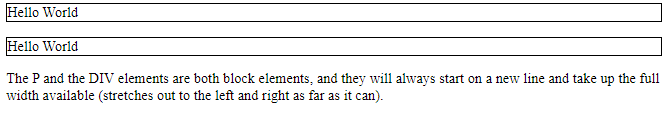 Hello World
Hello World
The P and the DIV elements are both block elements, and they will always start on a new line and take up the full
width available (stretches out to the left and right as far as it can).